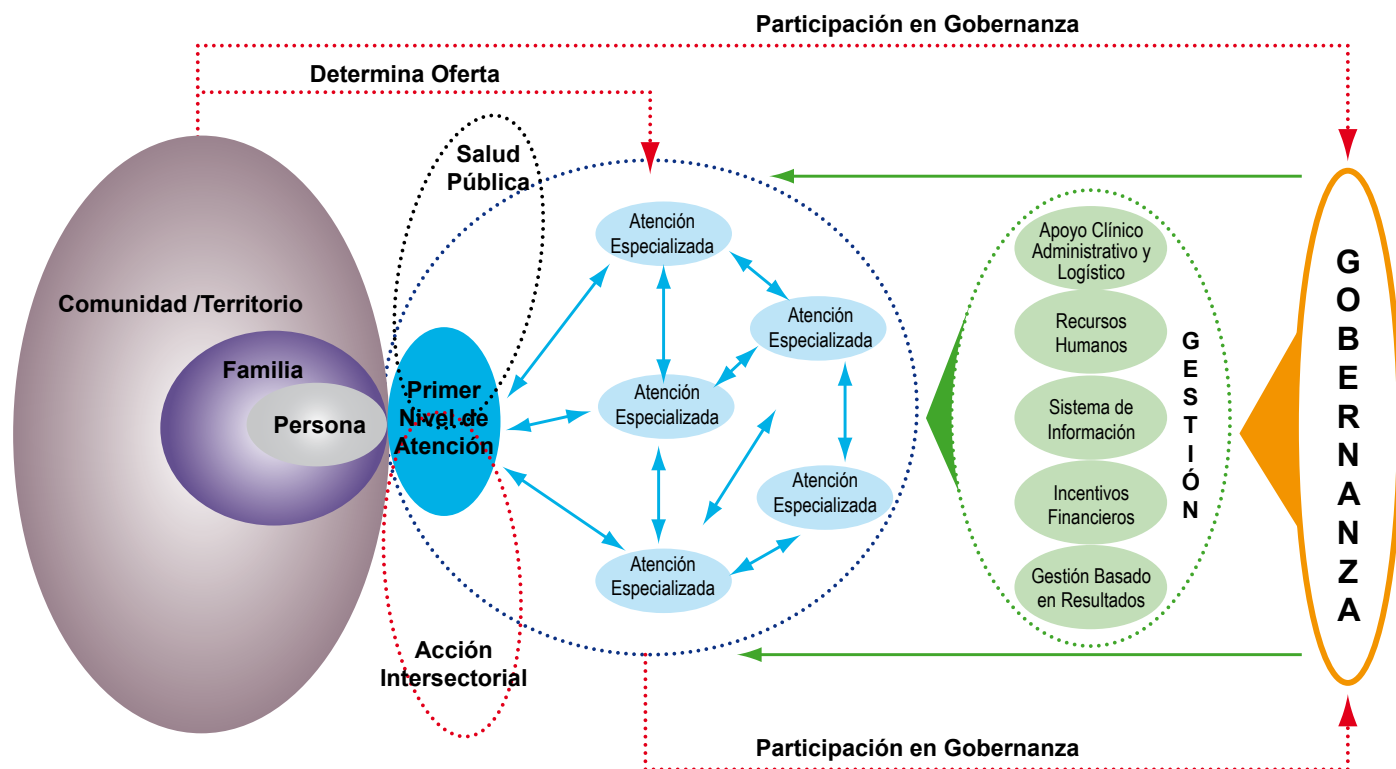 Participación en Gobernanza
Determina Oferta
Salud
Pública
Comunidad /Territorio
Familia
Persona
Primer
Nivel de
Atención
Acción
Intersectorial
Atención
Especializada
Atención
Especializada
Atención
Especializada
Atención
Especializada
Atención
Especializada
Apoyo Clínico
Administrativo y
Logístico
Recursos
Humanos
Sistema de
Información
Incentivos
Financieros
Gestión Basado
en Resultados
GESTIÓN
GOBERNANZA
Participación en Gobernanza